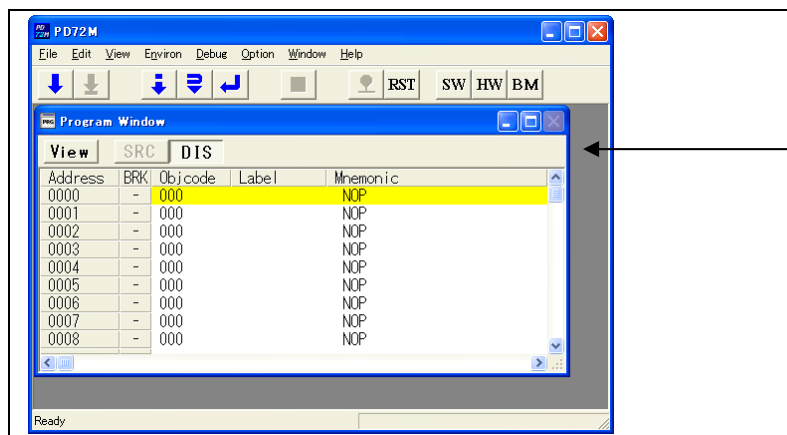 PD72M PD72M
File Edit View Environ Debug Option Window Help
RST SW HW BM
PRG Program Window
View SRC DIS
Address BRK Objcode Label Mnemonic
0000 - 000 NOP
0001 - 000 NOP
0002 - 000 NOP
0003 - 000 NOP
0004 - 000 NOP
0005 - 000 NOP
0006 - 000 NOP
0007 - 000 NOP
0008 - 000 NOP
Ready